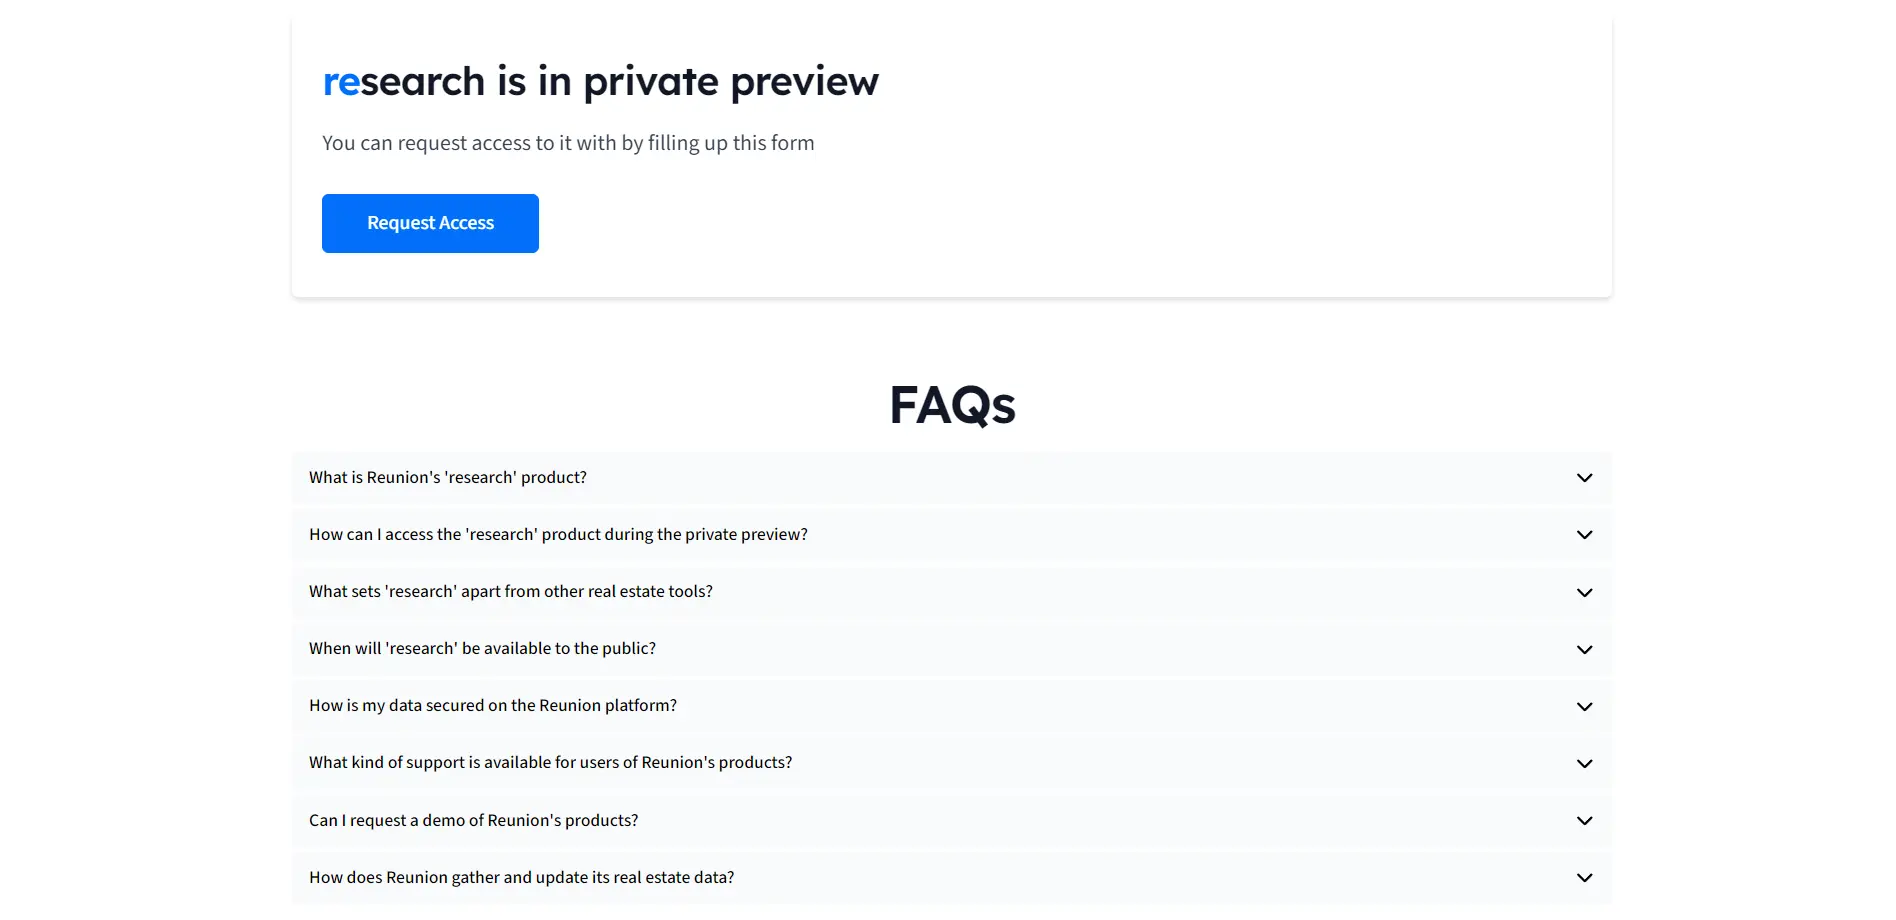 research is in private preview
You can request access to it with by filling up this form
Request Access
FAQs
What is Reunion's 'research' product?
How can I access the 'research' product during the private preview?
What sets 'research' apart from other real estate tools?
When will 'research' be available to the public?
How is my data secured on the Reunion platform?
What kind of support is available for users of Reunion's products?
Can I request a demo of Reunion's products?
How does Reunion gather and update its real estate data?